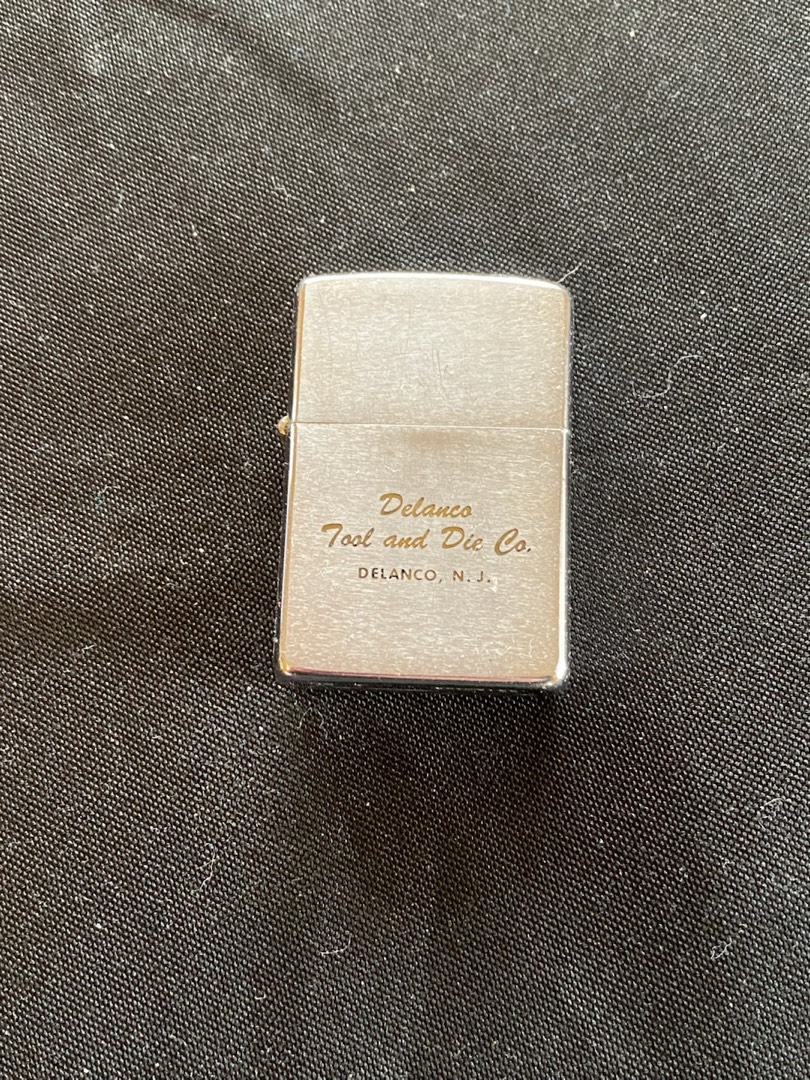 Delanco
Tool and Die Co.
DELANCO, N. J.